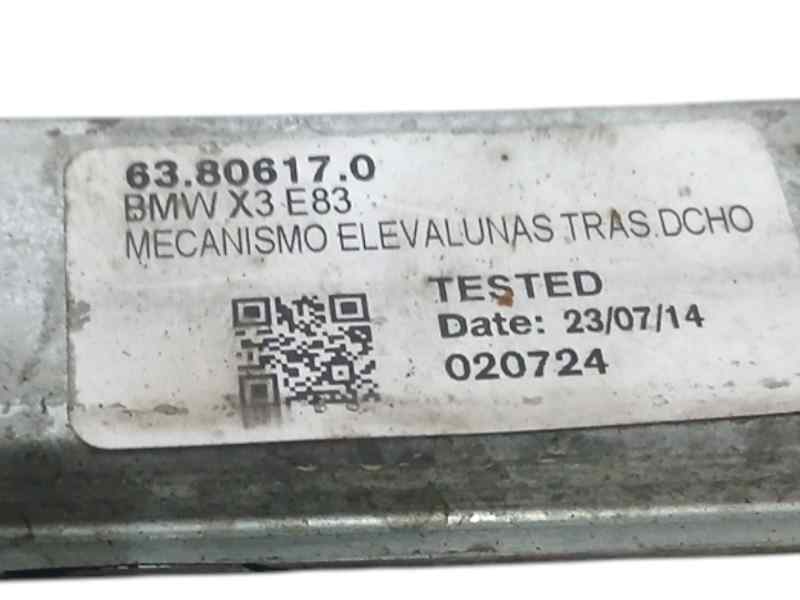 63.80617.0
BMW X3 E83
MECANISMO ELEVALUNAS TRAS.DCHO
TESTED
Date: 23/07/14
020724